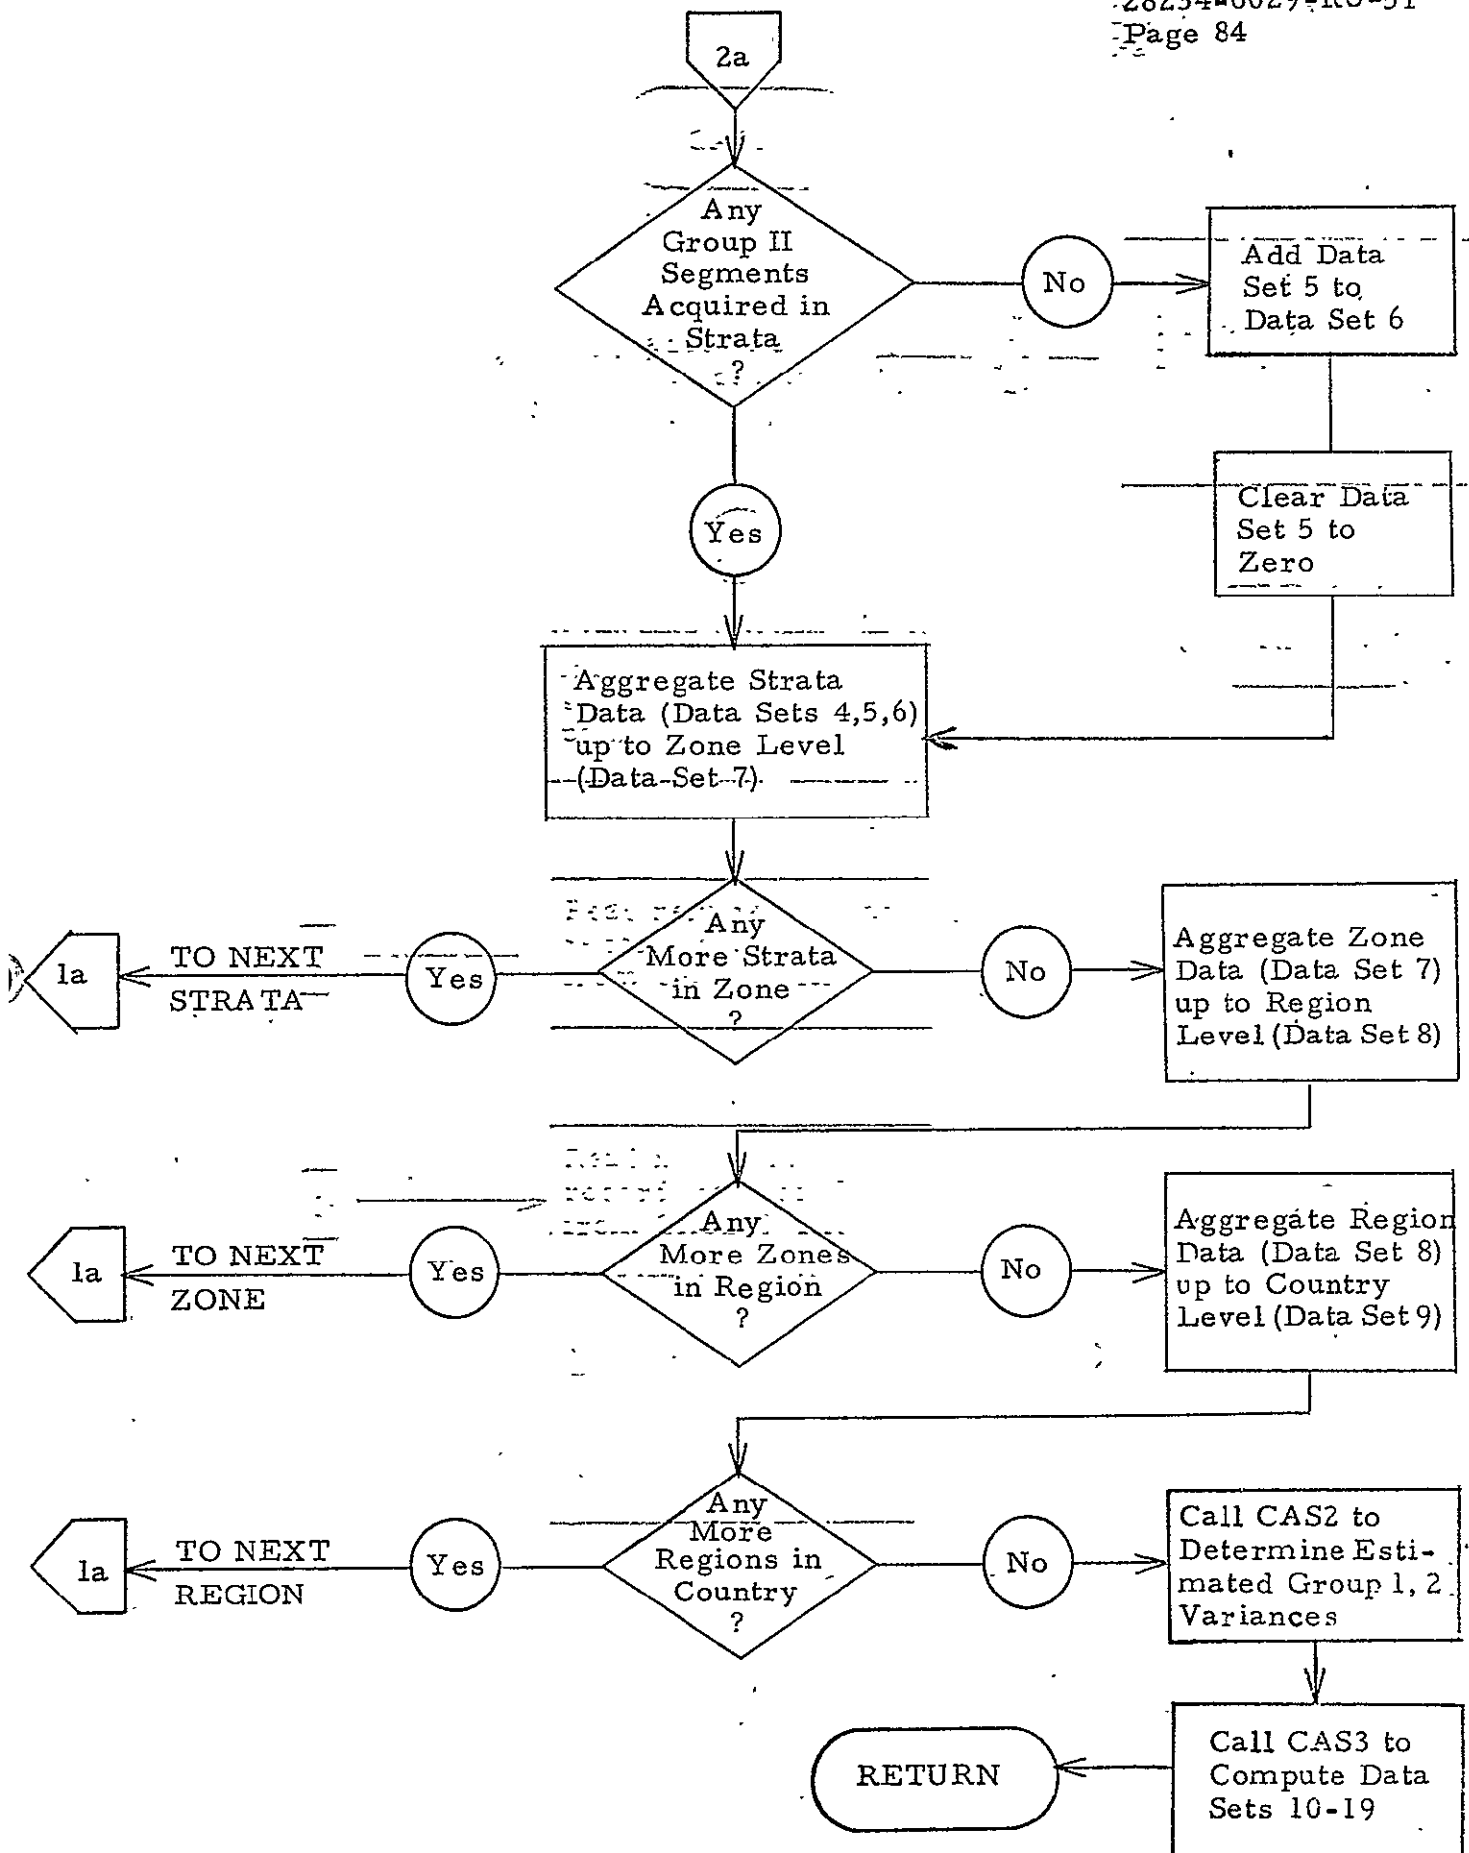 Page 84
2a
Any
Group II
Segments
Acquired in
Strata
?
No
Add Data
Set 5 to
Data Set 6
Clear Data
Set 5 to
Zero
Yes
Aggregate Strata
Data (Data Sets 4,5,6)
up to Zone Level
(Data Set 7)
Any
More Strata
in Zone
?
Yes
TO NEXT
STRATA
1a
No
Aggregate Zone
Data (Data Set 7)
up to Region
Level (Data Set 8)
Any
More Zones
in Region
?
Yes
TO NEXT
ZONE
1a
No
Aggregate Region
Data (Data Set 8)
up to Country
Level (Data Set 9)
Any
More
Regions in
Country
?
Yes
TO NEXT
REGION
1a
No
Call CAS2 to
Determine Esti-
mated Group 1, 2
Variances
Call CAS3 to
Compute Data
Sets 10-19
RETURN